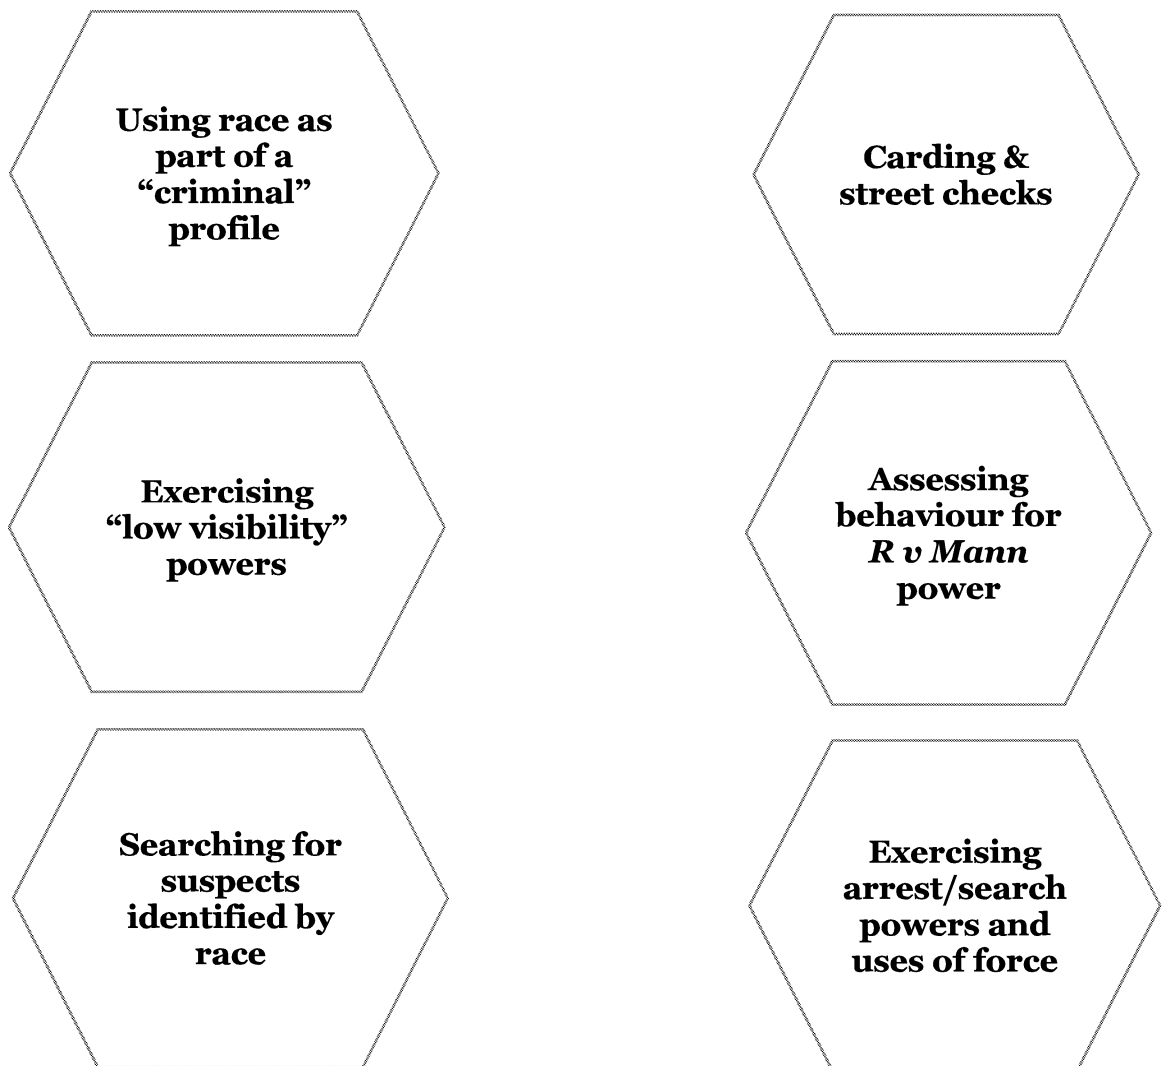 Using race as
part of a
“criminal”
profile
Carding &
street checks
Exercising
“low visibility”
powers
Assessing
behaviour for
R v Mann
power
Searching for
suspects
identified by
race
Exercising
arrest/search
powers and
uses of force